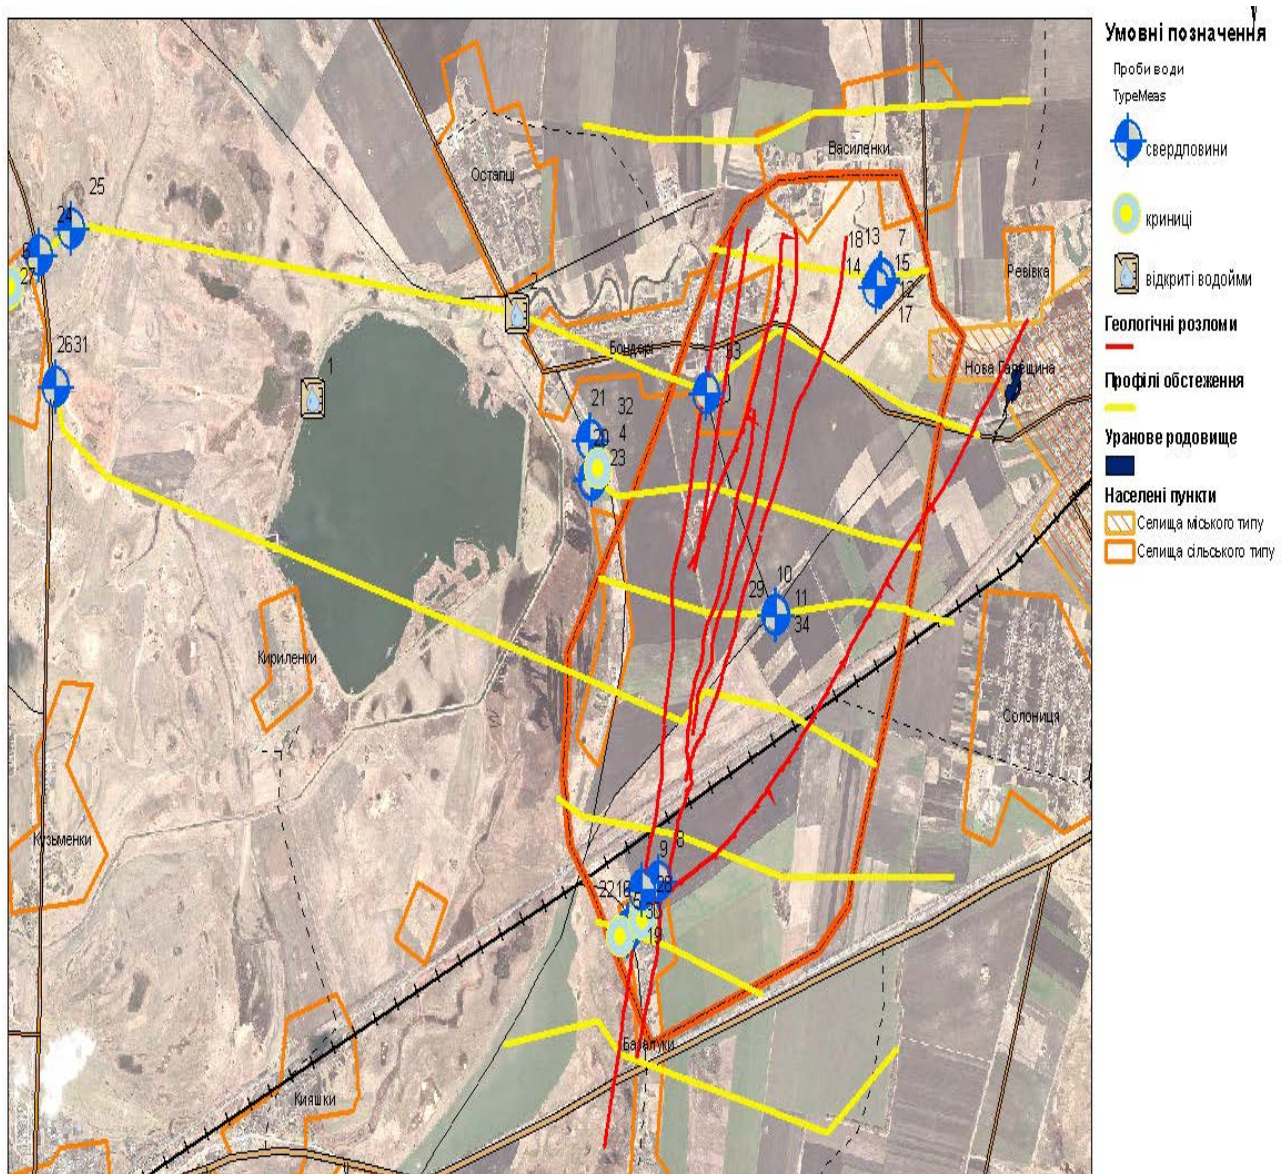 Умовні позначення
Проби води
TypeMeas
свердловини
криниці
відкриті водойми
Геологічні розломи
Профілі обстеження
Уранове родовище
Населені пункти
Селища міського типу
Селища сільського типу
Василенки
Остапці
25
24
27
18 13 7
14 15
12
17
Ревівка
2
Бондарі
Нова Галещина
2631
1
21 32
20 4
23
10
29 11
34
Кириленки
Солониця
Кузьменки
9 8
28
30
19
Базалуки
Кияшки